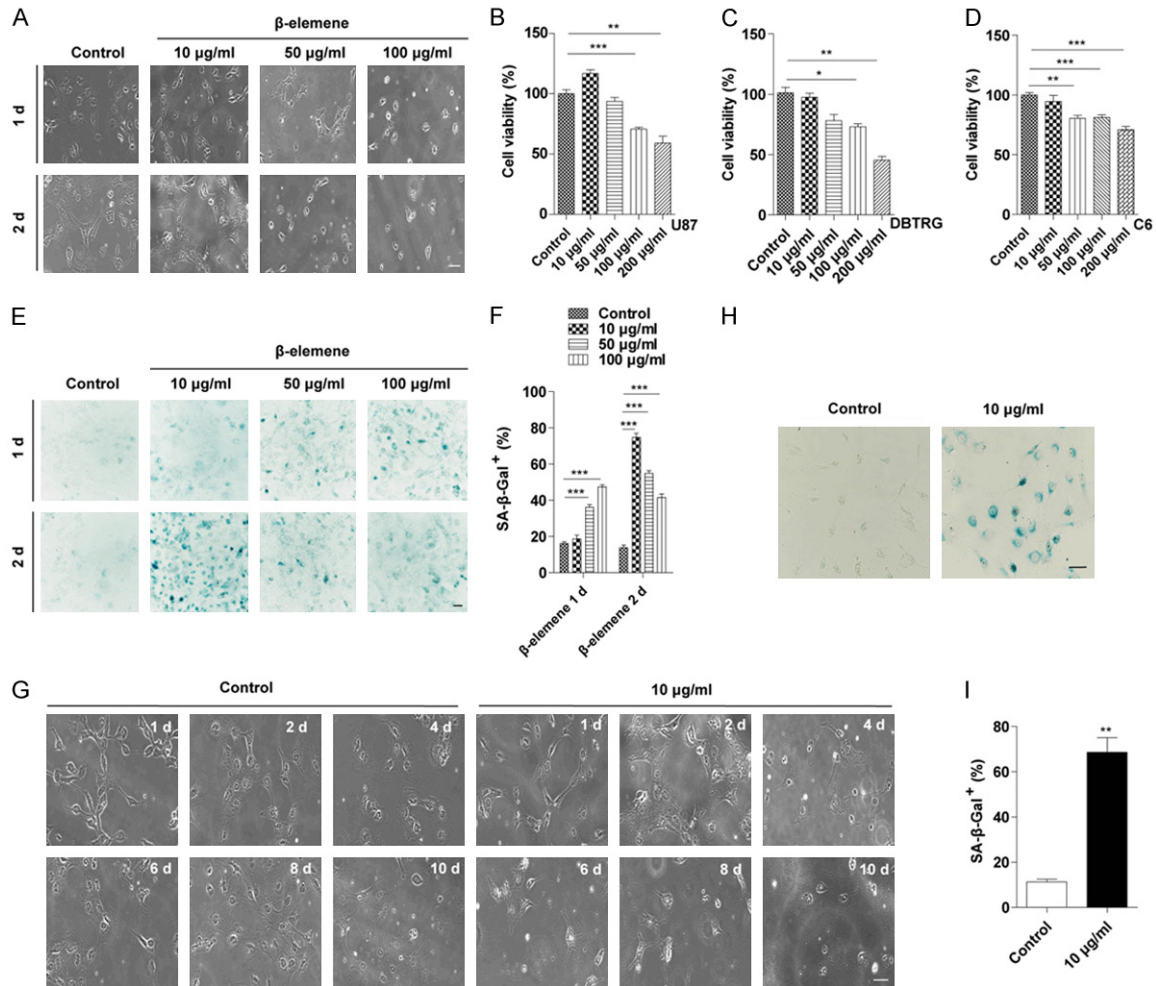 A
β-elemene
Control
10 µg/ml
50 µg/ml
100 µg/ml
1 d
2 d
B
Cell viability (%)
150
100
50
0
**
***
Control
10 µg/ml
50 µg/ml
100 µg/ml
200 µg/ml
U87
C
Cell viability (%)
150
100
50
0
**
*
Control
10 µg/ml
50 µg/ml
100 µg/ml
200 µg/ml
DBTRG
D
Cell viability (%)
150
100
50
0
***
***
**
Control
10 µg/ml
50 µg/ml
100 µg/ml
200 µg/ml
C6
E
β-elemene
Control
10 µg/ml
50 µg/ml
100 µg/ml
1 d
2 d
F
Control
10 µg/ml
50 µg/ml
100 µg/ml
SA-β-Gal+ (%)
100
80
60
40
20
0
***
***
***
***
***
β-elemene 1 d
β-elemene 2 d
H
Control
10 µg/ml
G
Control
10 µg/ml
1 d
2 d
4 d
1 d
2 d
4 d
6 d
8 d
10 d
6 d
8 d
10 d
I
SA-β-Gal+ (%)
80
60
40
20
0
**
Control
10 µg/ml